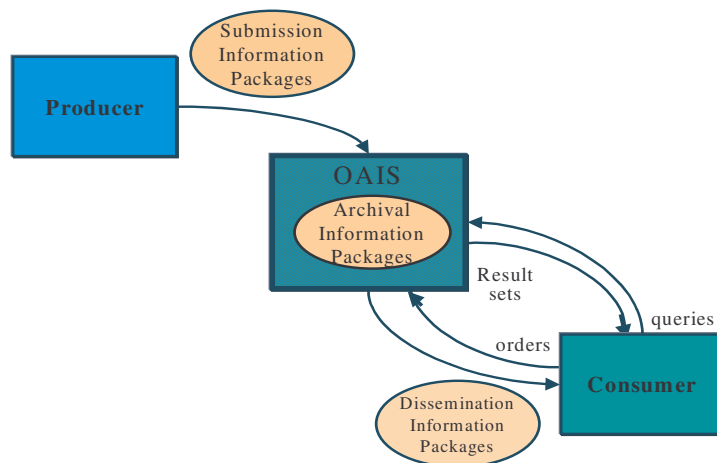 Submission
Information
Packages
Producer
OAIS
Archival
Information
Packages
Result
sets
queries
orders
Consumer
Dissemination
Information
Packages